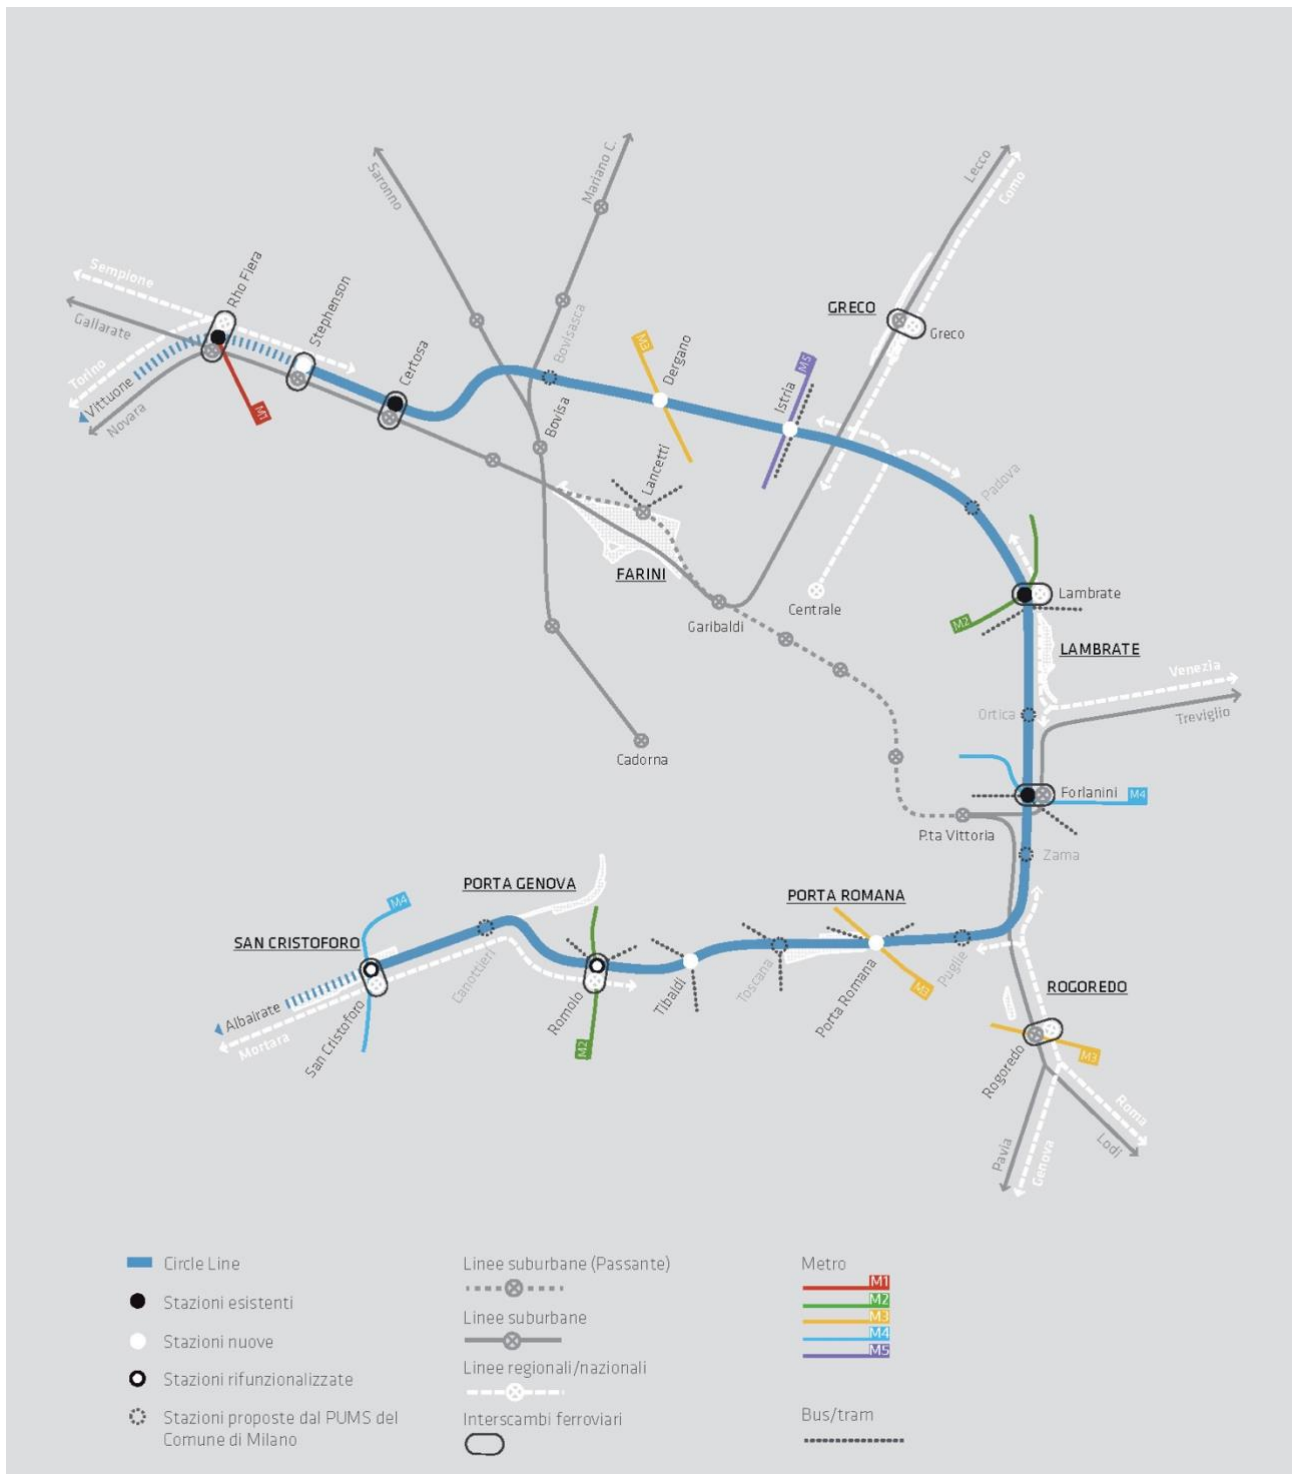 Saronno
Mariano C.
Lecco
Como
Sempione
Rho Fiera
Stephenson
Gallarate
Certosa
Bovisasca
M3
Dergano
GRECO
Greco
Torino
Vittuone
Novara
M1
M5
Istria
Bovisa
Lancetti
Padova
FARINI
Centrale
Lambrate
M2
Garibaldi
LAMBRATE
Venezia
Ortica
Treviglio
Cadorna
Forlanini
M4
P.ta Vittoria
Zama
PORTA GENOVA
PORTA ROMANA
M4
SAN CRISTOFORO
Canottieri
Romolo
Tibaldi
Toscana
Porta Romana
Puglie
M3
ROGOREDO
Albairate
Mortara
San Cristoforo
M2
Rogoredo
M3
Roma
Lodi
Pavia
Genova
Circle Line
Stazioni esistenti
Stazioni nuove
Stazioni rifunzionalizzate
Stazioni proposte dal PUMS del
Comune di Milano
Linee suburbane (Passante)
Linee suburbane
Linee regionali/nazionali
Interscambi ferroviari
Metro
M1
M2
M3
M4
M5
Bus/tram